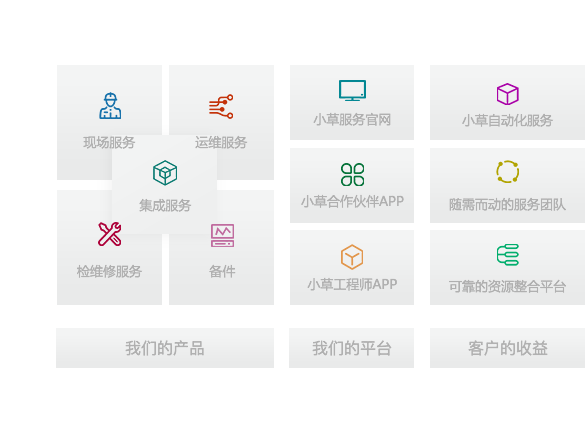 现场服务
运维服务
集成服务
检维修服务
备件
我们的产品
小草服务官网
小草合作伙伴APP
小草工程师APP
我们的平台
小草自动化服务
随需而动的服务团队
可靠的资源整合平台
客户的收益